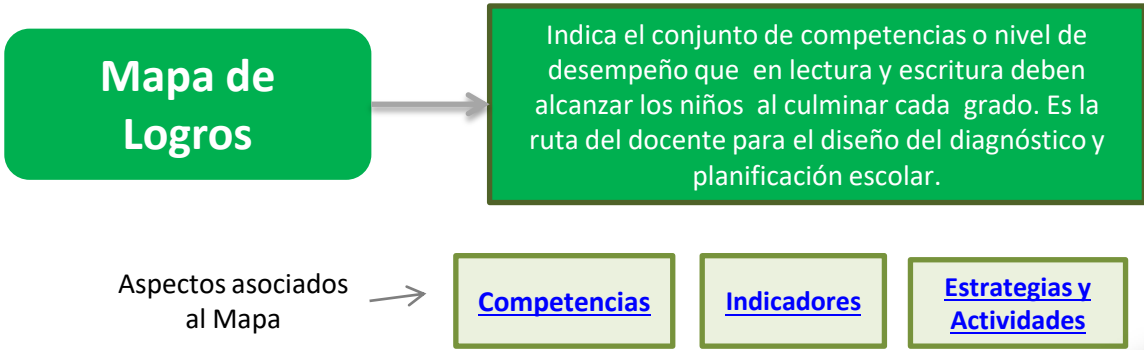 Mapa de
Logros
Indica el conjunto de competencias o nivel de
desempeño que en lectura y escritura deben
alcanzar los niños al culminar cada grado. Es la
ruta del docente para el diseño del diagnóstico y
planificación escolar.
Aspectos asociados
al Mapa
Competencias
Indicadores
Estrategias y
Actividades